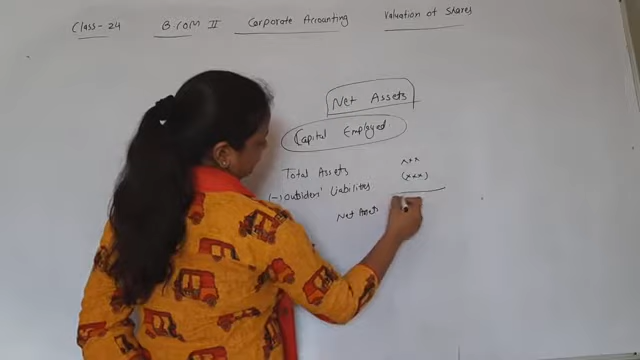 Class-24 B.COM II Corporate Accounting Valuation of Shares
Net Assets
Capital Employed
Total Assets xxx
(-) Outsiders' Liabilities (xxx)
Net Assets